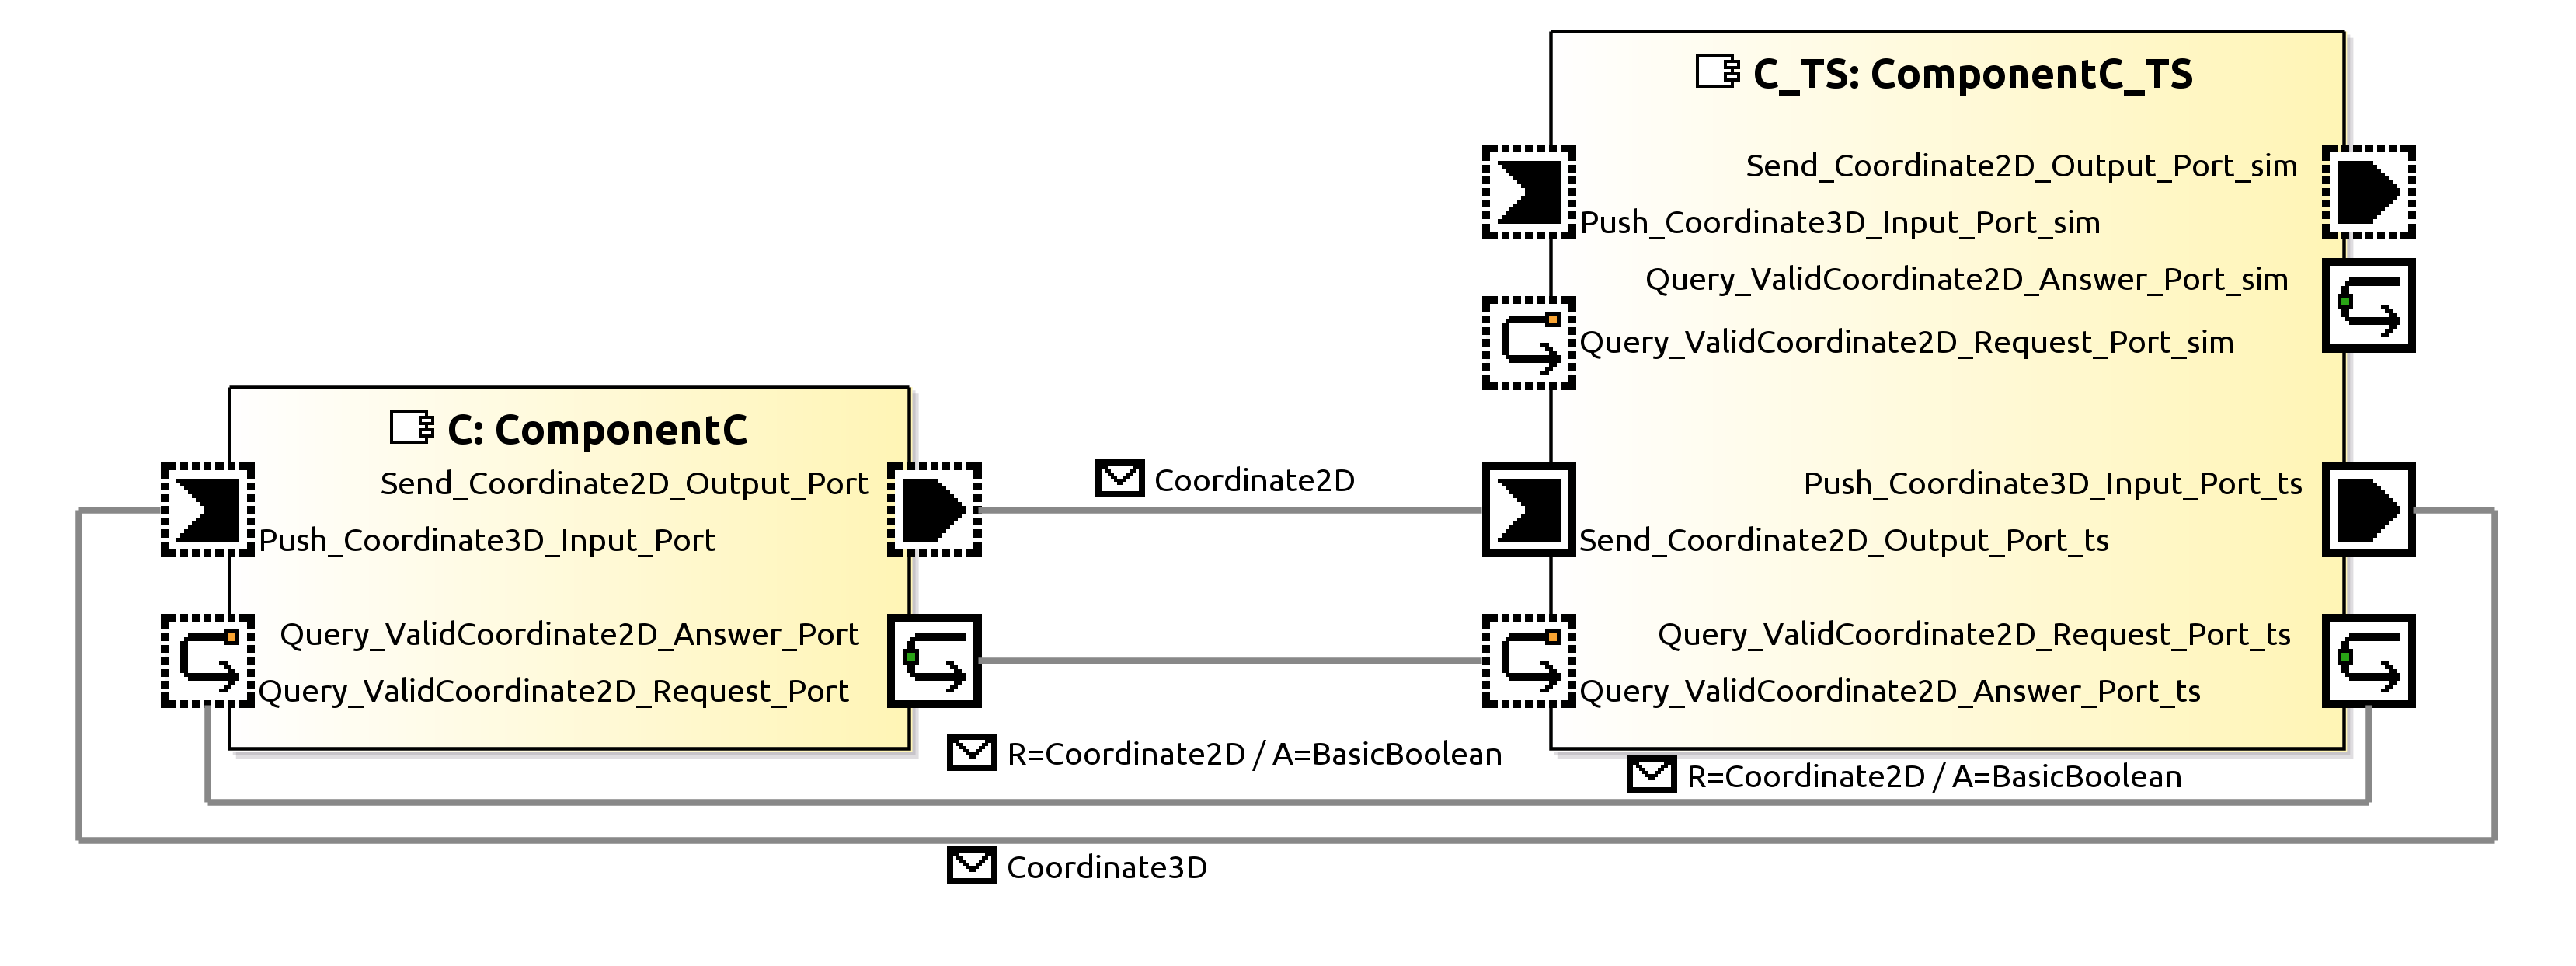 C_TS: ComponentC_TS
Send_Coordinate2D_Output_Port_sim
Push_Coordinate3D_Input_Port_sim
Query_ValidCoordinate2D_Answer_Port_sim
Query_ValidCoordinate2D_Request_Port_sim
C: ComponentC
Send_Coordinate2D_Output_Port
Push_Coordinate3D_Input_Port
Query_ValidCoordinate2D_Answer_Port
Query_ValidCoordinate2D_Request_Port
Coordinate2D
Push_Coordinate3D_Input_Port_ts
Send_Coordinate2D_Output_Port_ts
Query_ValidCoordinate2D_Request_Port_ts
Query_ValidCoordinate2D_Answer_Port_ts
R=Coordinate2D / A=BasicBoolean
R=Coordinate2D / A=BasicBoolean
Coordinate3D